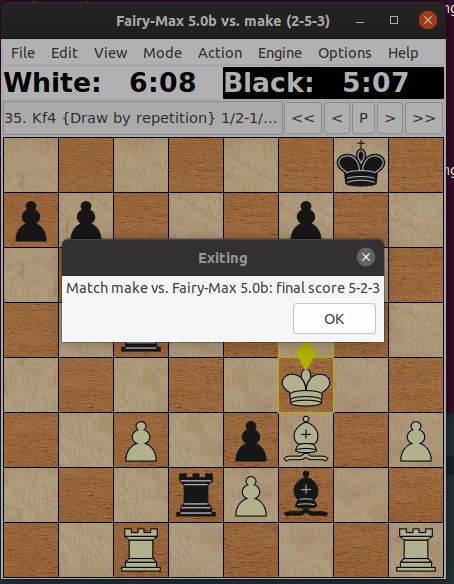 Fairy-Max 5.0b vs. make (2-5-3)
File Edit View Mode Action Engine Options Help
White: 6:08 Black: 5:07
35. Kf4 {Draw by repetition} 1/2-1/... << < P > >>
Exiting
Match make vs. Fairy-Max 5.0b: final score 5-2-3
OK